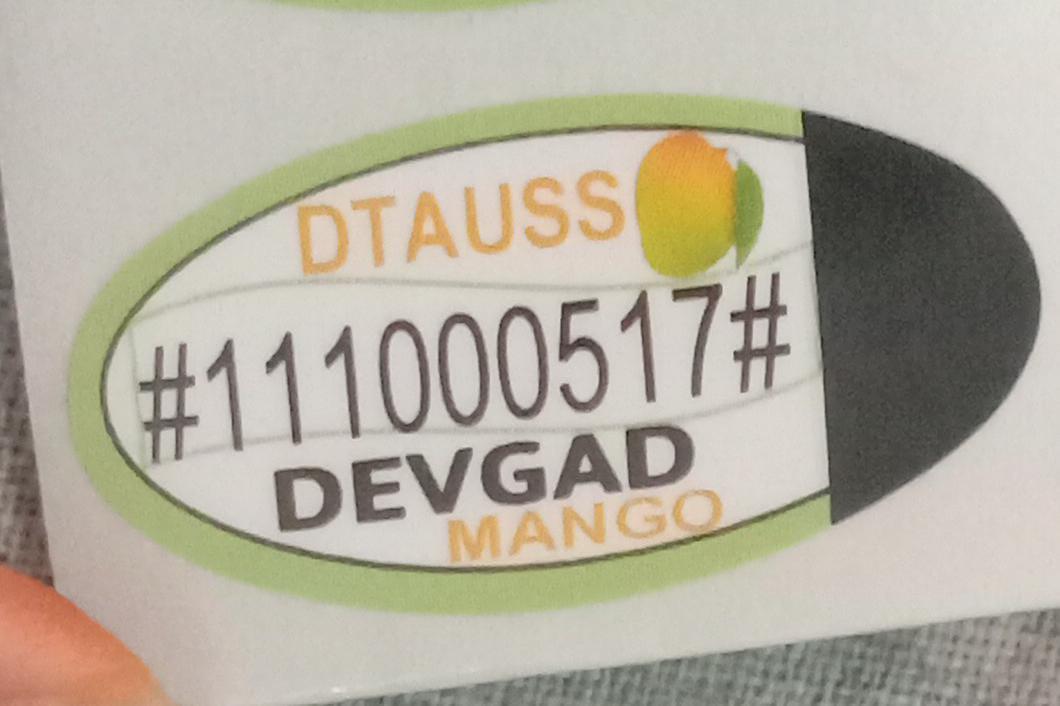 DTAUSS
#111000517#
DEVGAD
MANGO